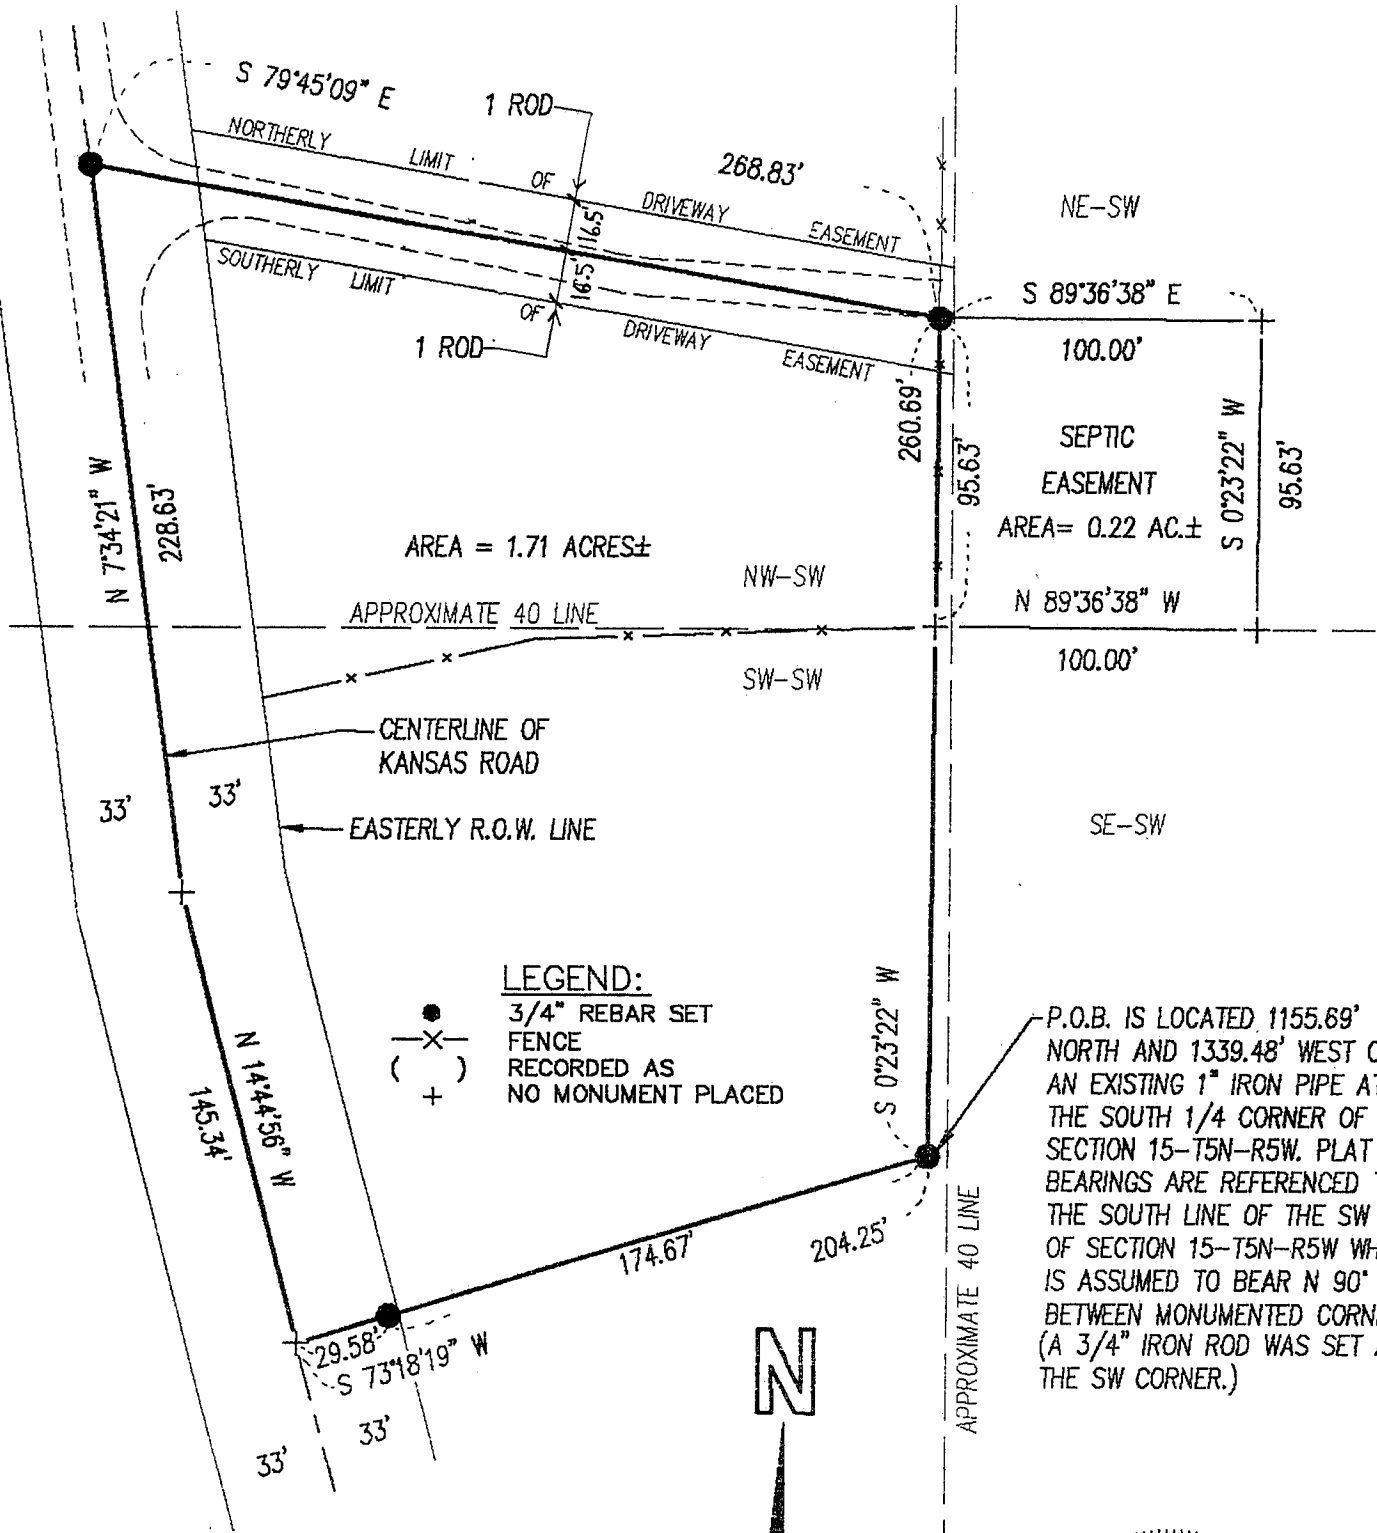 S 79°45'09" E
1 ROD
NORTHERLY LIMIT OF DRIVEWAY EASEMENT
268.83'
NE-SW
16.5'
16.5'
SOUTHERLY LIMIT OF DRIVEWAY EASEMENT
1 ROD
S 89°36'38" E
100.00'
260.69'
95.63'
SEPTIC
EASEMENT
AREA= 0.22 AC.±
S 0°23'22" W
95.63'
N 7°34'21" W
228.63'
AREA = 1.71 ACRES±
NW-SW
N 89°36'38" W
APPROXIMATE 40 LINE
100.00'
SW-SW
CENTERLINE OF
KANSAS ROAD
33'
33'
EASTERLY R.O.W. LINE
SE-SW
LEGEND:
3/4" REBAR SET
FENCE
( ) RECORDED AS
+ NO MONUMENT PLACED
S 0°23'22" W
N 14°44'56" W
145.34'
P.O.B. IS LOCATED 1155.69'
NORTH AND 1339.48' WEST
AN EXISTING 1" IRON PIPE
THE SOUTH 1/4 CORNER OF
SECTION 15-T5N-R5W. PLAT
BEARINGS ARE REFERENCED
THE SOUTH LINE OF THE SW
OF SECTION 15-T5N-R5W
IS ASSUMED TO BEAR N 90°
BETWEEN MONUMENTED
(A 3/4" IRON ROD WAS SET
THE SW CORNER.)
174.67'
204.25'
APPROXIMATE 40 LINE
29.58'
S 73°18'19" W
33'
33'
N